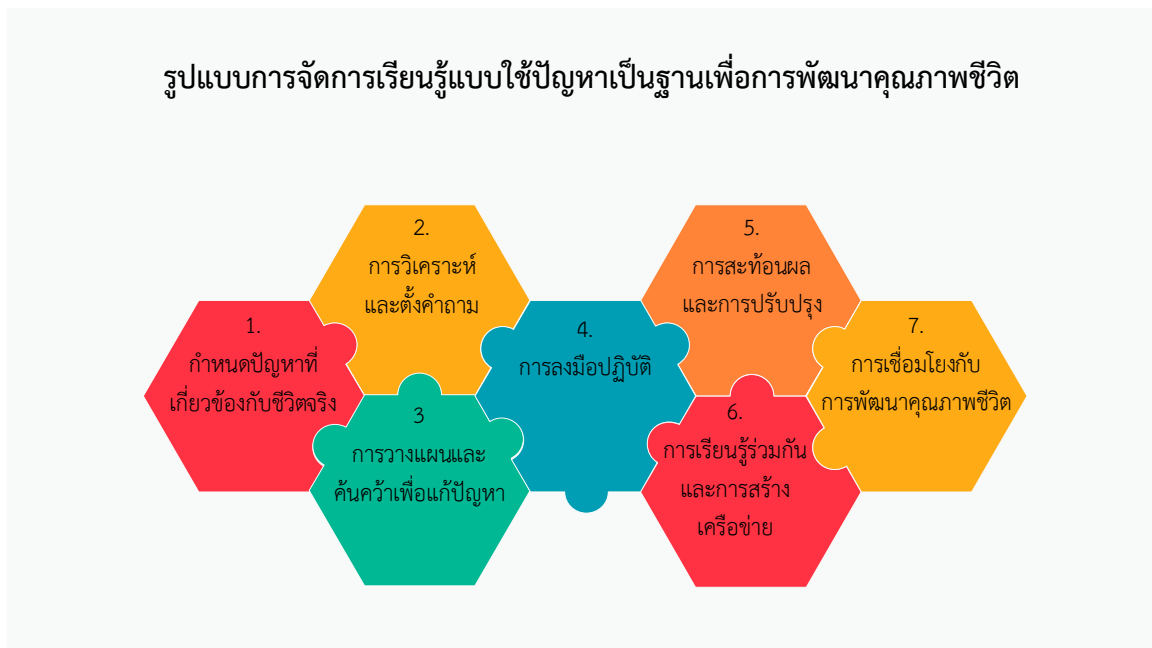 รูปแบบการจัดการเรียนรู้แบบใช้ปัญหาเป็นฐานเพื่อการพัฒนาคุณภาพชีวิต
1.
กำหนดปัญหาที่
เกี่ยวข้องกับชีวิตจริง
2.
การวิเคราะห์
และตั้งคำถาม
3
การวางแผนและ
ค้นคว้าเพื่อแก้ปัญหา
4.
การลงมือปฏิบัติ
5.
การสะท้อนผล
และการปรับปรุง
6.
การเรียนรู้ร่วมกัน
และการสร้าง
เครือข่าย
7.
การเชื่อมโยงกับ
การพัฒนาคุณภาพชีวิต